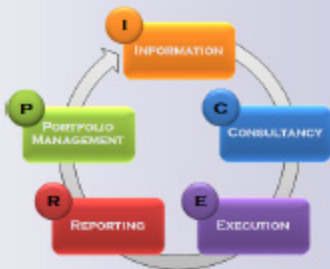 I
INFORMATION
C
CONSULTANCY
E
EXECUTION
R
REPORTING
P
PORTFOLIO
MANAGEMENT